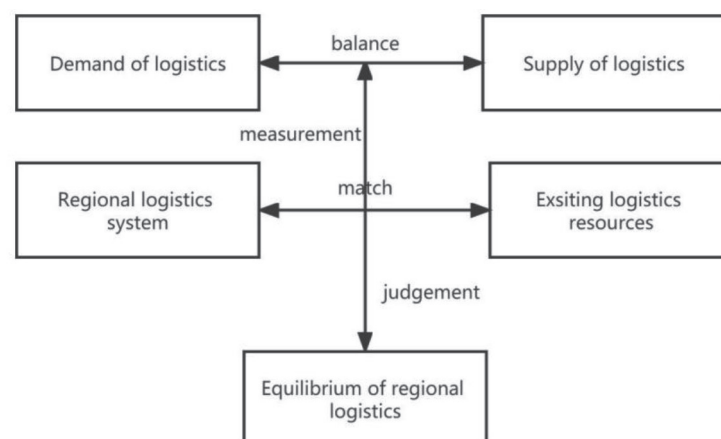 balance
Demand of logistics
Supply of logistics
measurement
Regional logistics
system
match
Exsiting logistics
resources
judgement
Equilibrium of regional
logistics